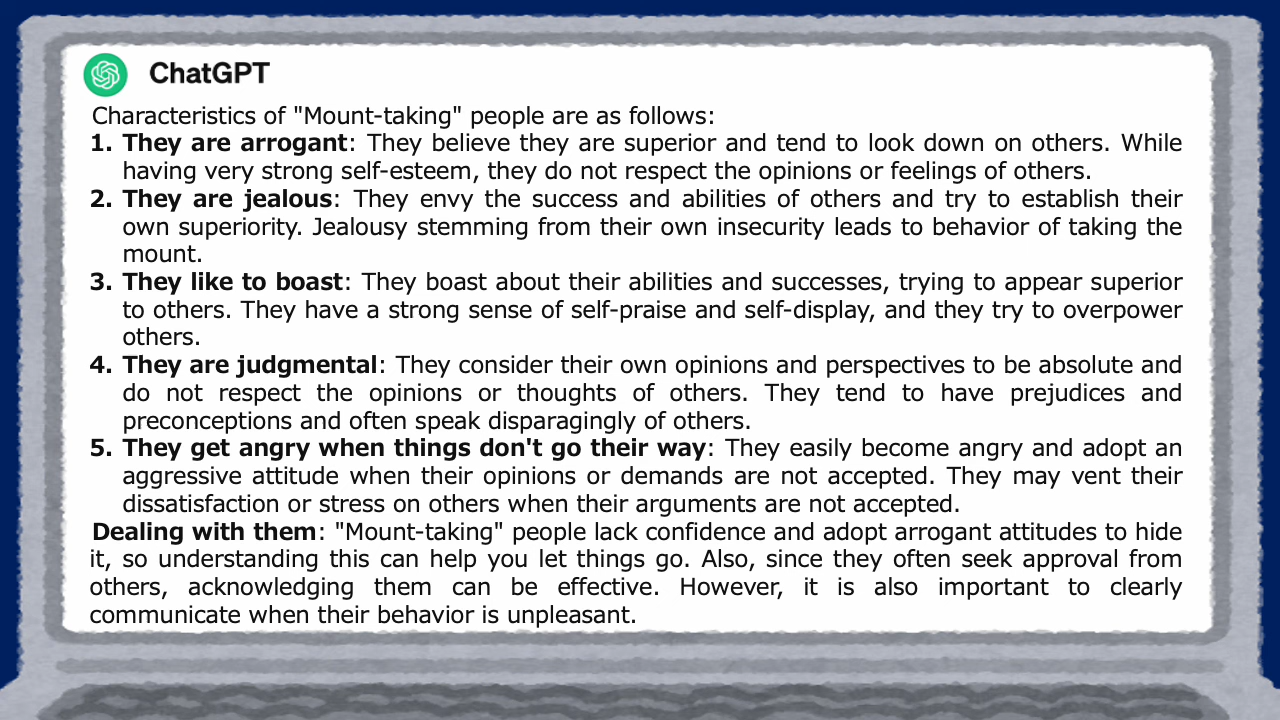 ChatGPT
Characteristics of "Mount-taking" people are as follows:
1. They are arrogant: They believe they are superior and tend to look down on others. While
having very strong self-esteem, they do not respect the opinions or feelings of others.
2. They are jealous: They envy the success and abilities of others and try to establish their
own superiority. Jealousy stemming from their own insecurity leads to behavior of taking the
mount.
3. They like to boast: They boast about their abilities and successes, trying to appear superior
to others. They have a strong sense of self-praise and self-display, and they try to overpower
others.
4. They are judgmental: They consider their own opinions and perspectives to be absolute and
do not respect the opinions or thoughts of others. They tend to have prejudices and
preconceptions and often speak disparagingly of others.
5. They get angry when things don't go their way: They easily become angry and adopt an
aggressive attitude when their opinions or demands are not accepted. They may vent their
dissatisfaction or stress on others when their arguments are not accepted.
Dealing with them: "Mount-taking" people lack confidence and adopt arrogant attitudes to hide
it, so understanding this can help you let things go. Also, since they often seek approval from
others, acknowledging them can be effective. However, it is also important to clearly
communicate when their behavior is unpleasant.